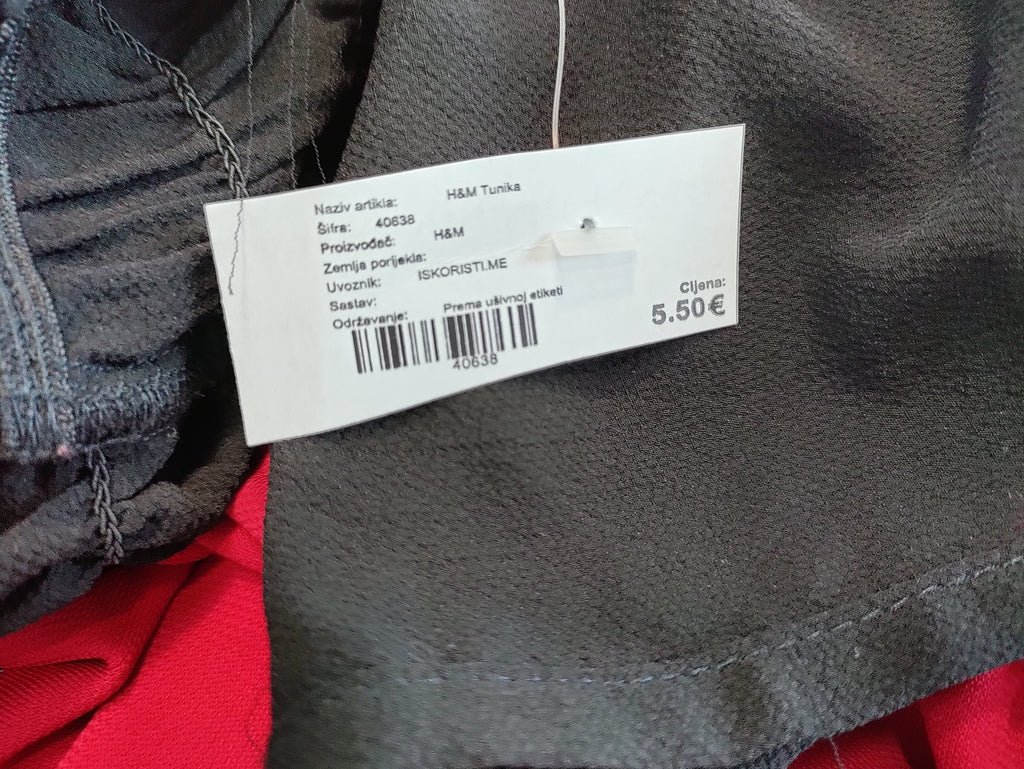 Naziv artikla: H&M Tunika
Šifra: 40638
Proizvođač: H&M
Zemlja porijekla:
Uvoznik: ISKORISTI.ME
Sastav:
Održavanje: Prema ušivnoj etiketi
40638
Cijena:
5.50€